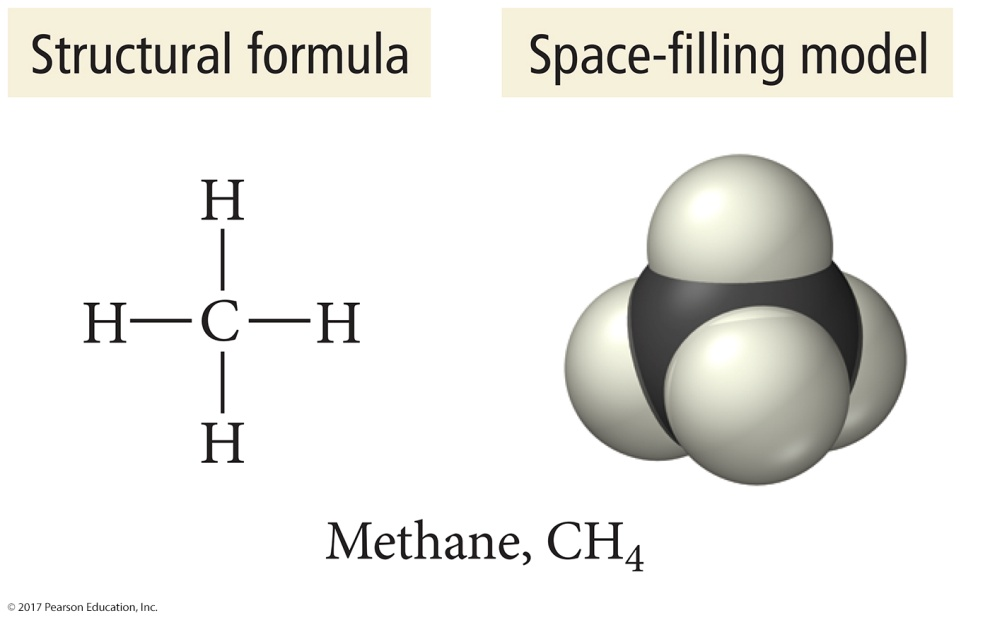 Structural formula
Space-filling model
H
H—C—H
H
Methane, CH₄
© 2017 Pearson Education, Inc.